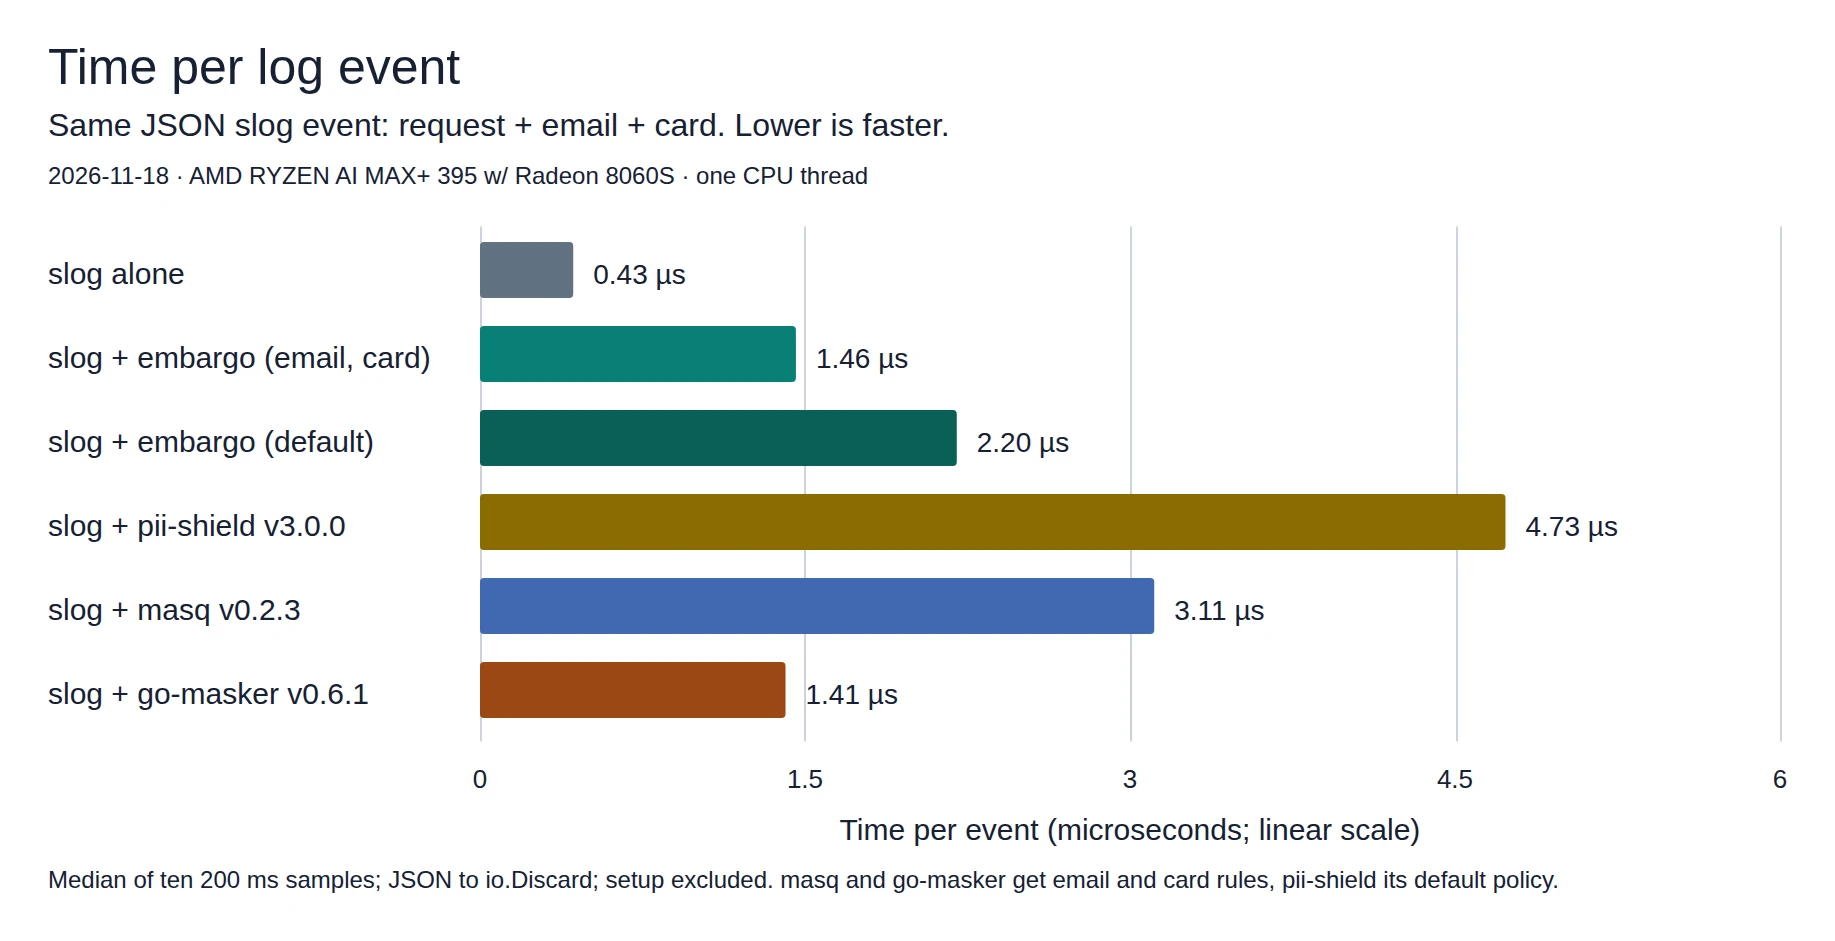 Time per log event
Same JSON slog event: request + email + card. Lower is faster.
2026-11-18 · AMD RYZEN AI MAX+ 395 w/ Radeon 8060S · one CPU thread
slog alone
0.43 µs
slog + embargo (email, card)
1.46 µs
slog + embargo (default)
2.20 µs
slog + pii-shield v3.0.0
4.73 µs
slog + masq v0.2.3
3.11 µs
slog + go-masker v0.6.1
1.41 µs
0 1.5 3 4.5 6
Time per event (microseconds; linear scale)
Median of ten 200 ms samples; JSON to io.Discard; setup excluded. masq and go-masker get email and card rules, pii-shield its default policy.